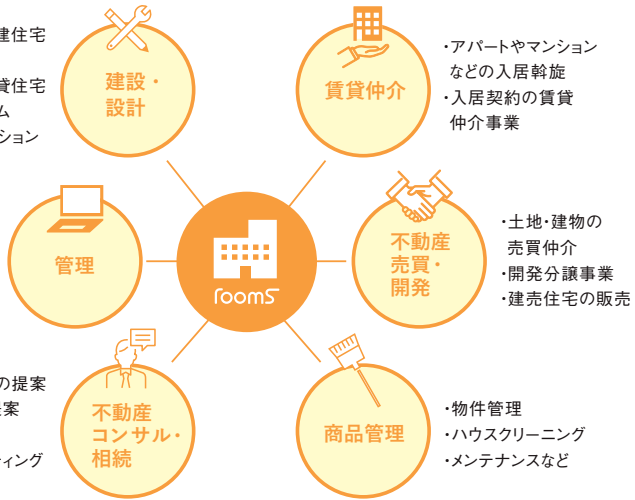 建住宅
貸住宅
ム
ション
建設・
設計
賃貸仲介
・アパートやマンション
などの入居斡旋
・入居契約の賃貸
仲介事業
管理
roomS
不動産
売買・
開発
・土地・建物の
売買仲介
・開発分譲事業
・建売住宅の販売
の提案
案
ティング
不動産
コンサル・
相続
商品管理
・物件管理
・ハウスクリーニング
・メンテナンスなど